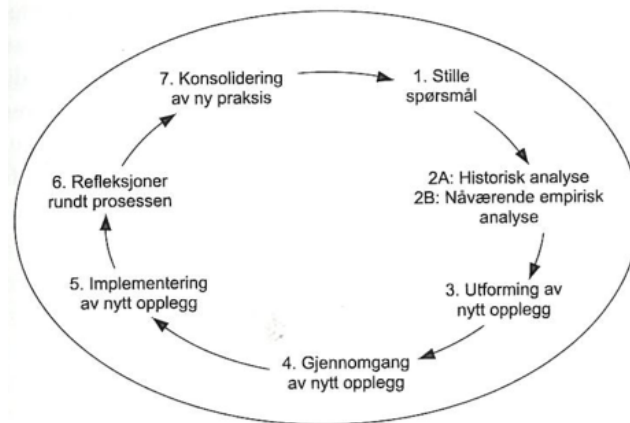 1. Stille
spørsmål
2A: Historisk analyse
2B: Nåværende empirisk
analyse
3. Utforming av
nytt opplegg
4. Gjennomgang
av nytt opplegg
5. Implementering
av nytt opplegg
6. Refleksjoner
rundt prosessen
7. Konsolidering
av ny praksis